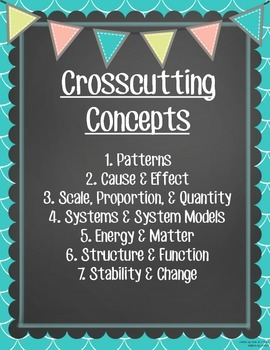 Crosscutting
Concepts
1. Patterns
2. Cause & Effect
3. Scale, Proportion, & Quantity
4. Systems & System Models
5. Energy & Matter
6. Structure & Function
7. Stability & Change